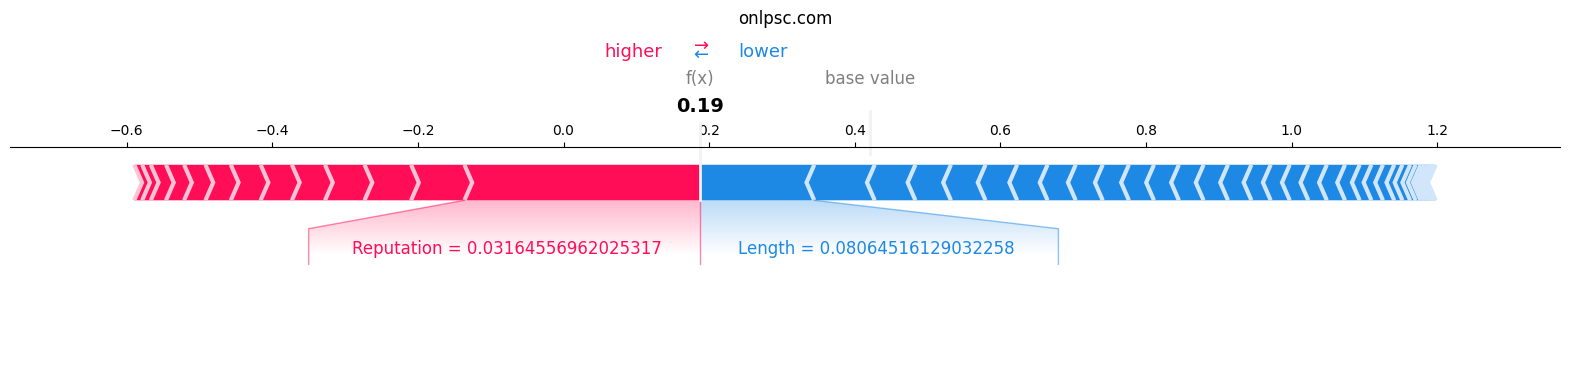 onlpsc.com
higher ⇄ lower
f(x) base value
0.19
−0.6 −0.4 −0.2 0.0 0.2 0.4 0.6 0.8 1.0 1.2
Reputation = 0.03164556962025317 Length = 0.08064516129032258